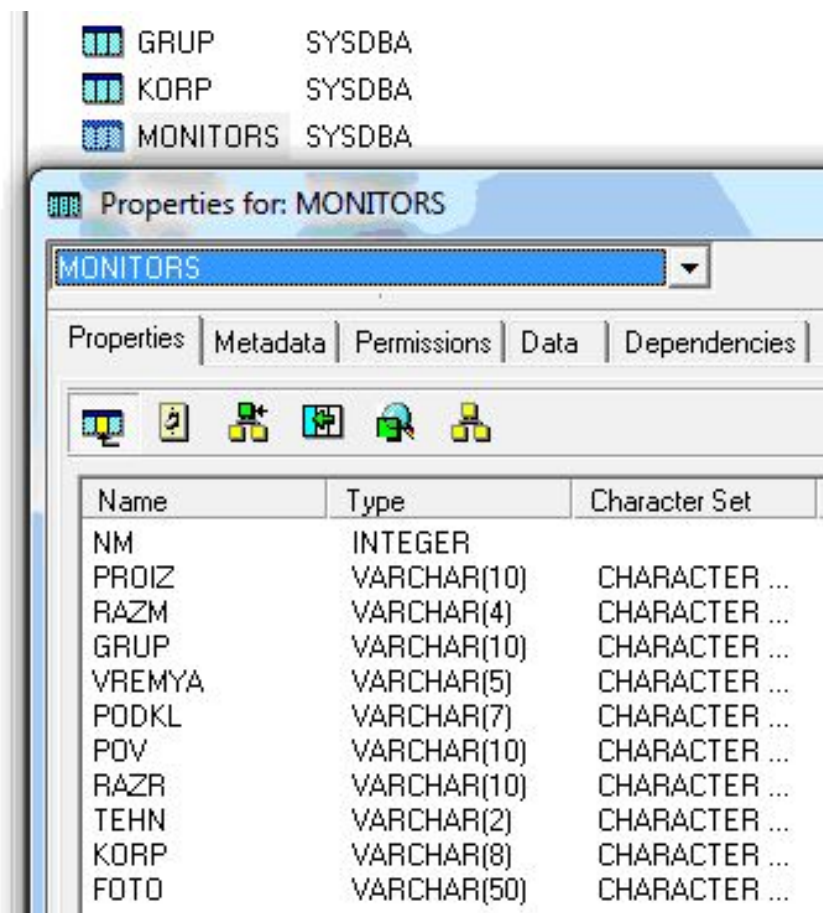 GRUP SYSDBA
KORP SYSDBA
MONITORS SYSDBA
Properties for: MONITORS
MONITORS
Properties Metadata Permissions Data Dependencies
Name Type Character Set
NM INTEGER
PROIZ VARCHAR(10) CHARACTER ...
RAZM VARCHAR(4) CHARACTER ...
GRUP VARCHAR(10) CHARACTER ...
VREMYA VARCHAR(5) CHARACTER ...
PODKL VARCHAR(7) CHARACTER ...
POV VARCHAR(10) CHARACTER ...
RAZR VARCHAR(10) CHARACTER ...
TEHN VARCHAR(2) CHARACTER ...
KORP VARCHAR(8) CHARACTER ...
FOTO VARCHAR(50) CHARACTER ...